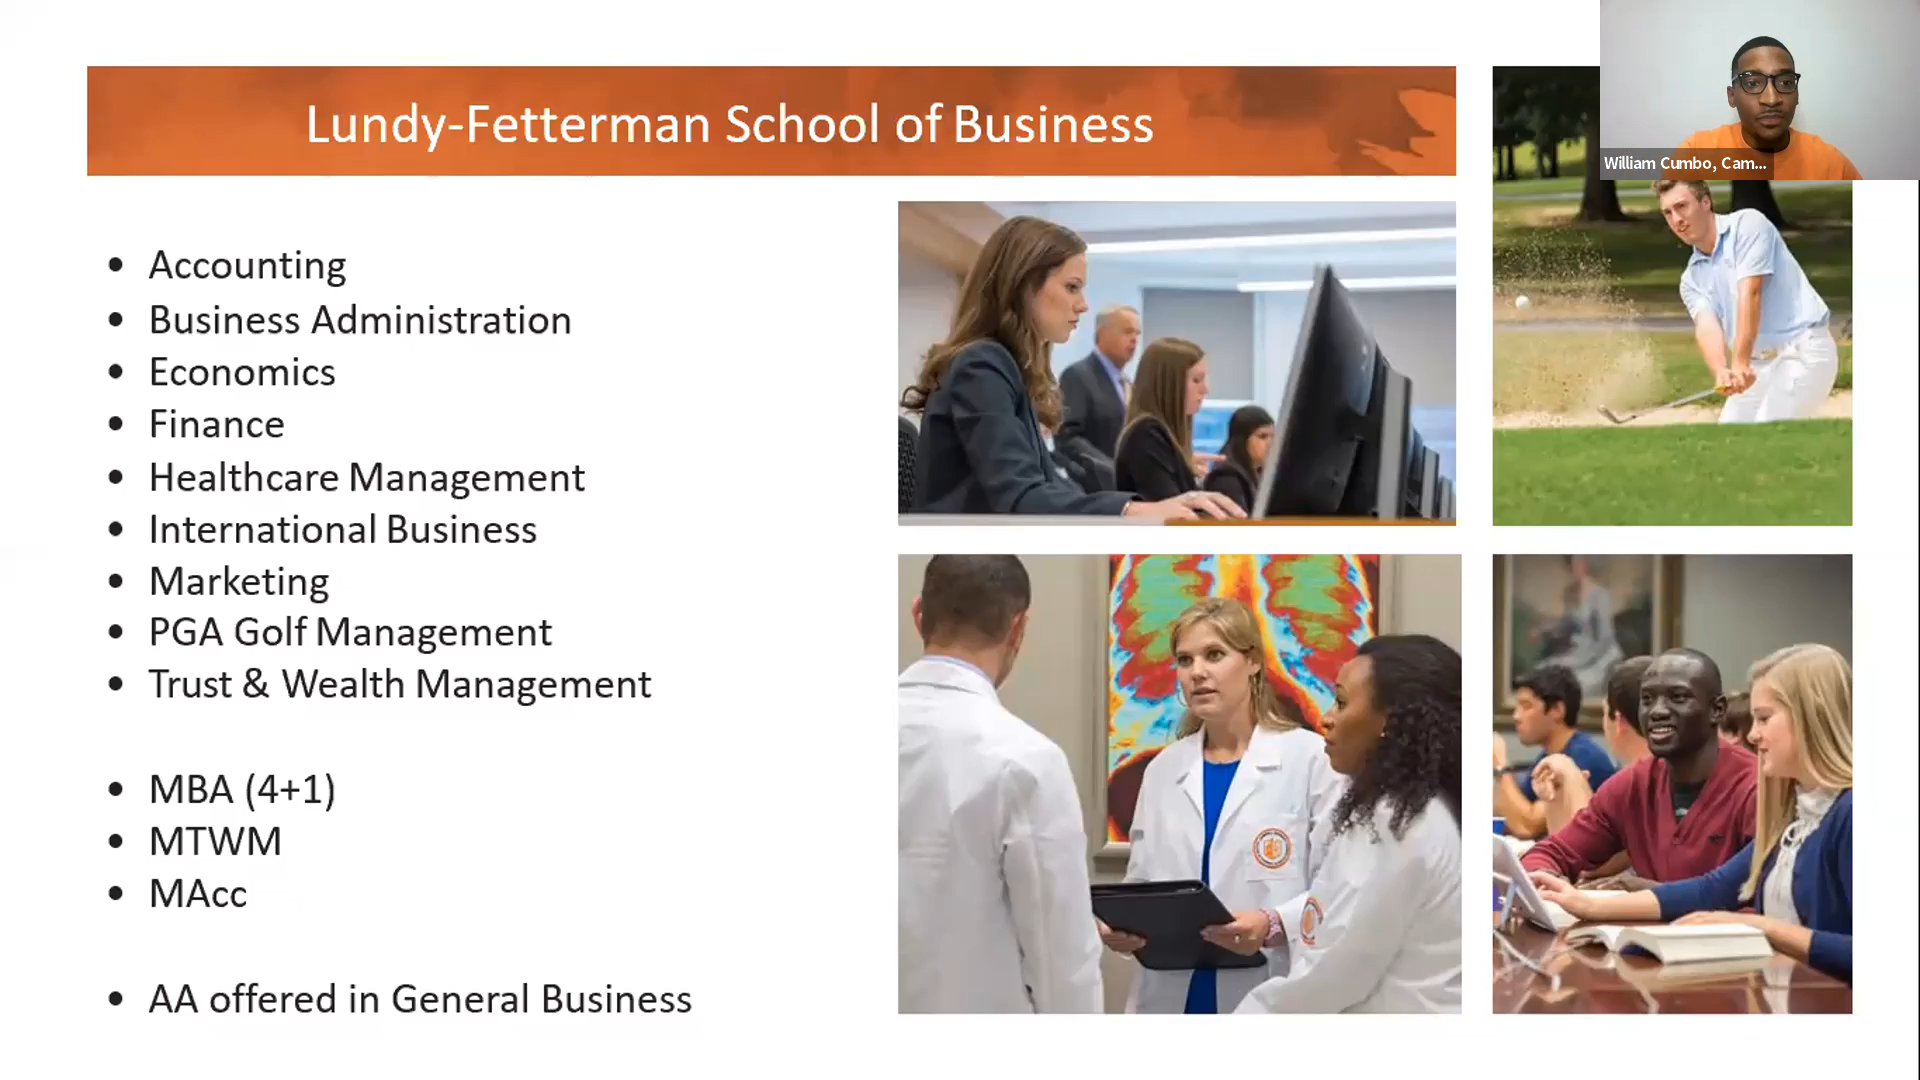 Lundy-Fetterman School of Business
William Cumbo, Cam...
• Accounting
• Business Administration
• Economics
• Finance
• Healthcare Management
• International Business
• Marketing
• PGA Golf Management
• Trust & Wealth Management
• MBA (4+1)
• MTWM
• MAcc
• AA offered in General Business